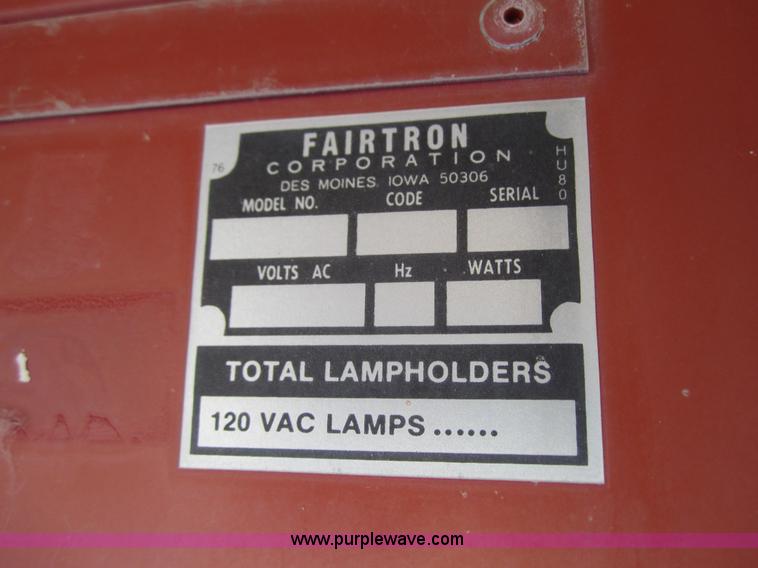 FAIRTRON
CORPORATION
76
HU80
DES MOINES, IOWA 50306
MODEL NO. CODE SERIAL
VOLTS AC Hz WATTS
TOTAL LAMPHOLDERS
120 VAC LAMPS ......
www.purplewave.com